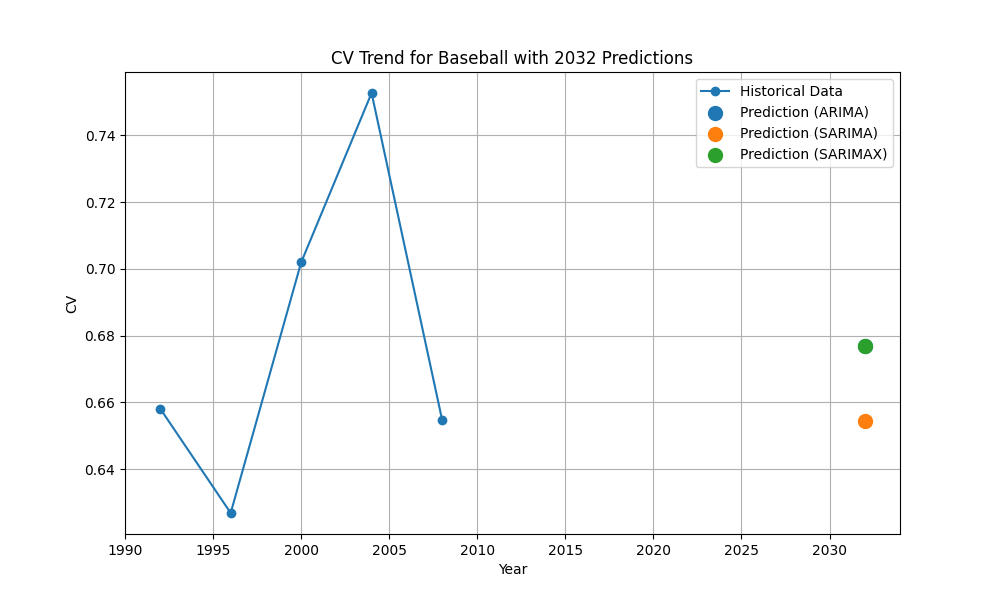 CV Trend for Baseball with 2032 Predictions
Historical Data
Prediction (ARIMA)
Prediction (SARIMA)
Prediction (SARIMAX)
0.74
0.72
0.70
0.68
0.66
0.64
CV
1990 1995 2000 2005 2010 2015 2020 2025 2030
Year